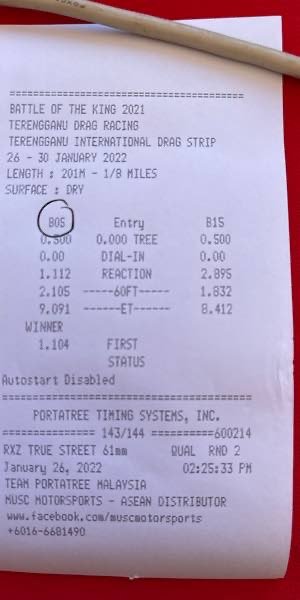 ========================================
BATTLE OF THE KING 2021
TERENGGANU DRAG RACING
TERENGGANU INTERNATIONAL DRAG STRIP
26 - 30 JANUARY 2022
LENGTH : 201M - 1/8 MILES
SURFACE : DRY
B05 Entry B15
0.500 0.000 TREE 0.500
0.00 DIAL-IN 0.00
1.112 REACTION 2.895
2.105 -----60FT----- 1.832
9.091 ------ET------ 8.412
WINNER
1.104 FIRST
STATUS
Autostart Disabled
========================================
PORTATREE TIMING SYSTEMS, INC.
================ 143/144 ==========600214
RXZ TRUE STREET 61mm QUAL RND 2
January 26, 2022 02:25:33 PM
TEAM PORTATREE MALAYSIA
MUSC MOTORSPORTS - ASEAN DISTRIBUTOR
www.facebook.com/muscmotorsports
+6016-6681490